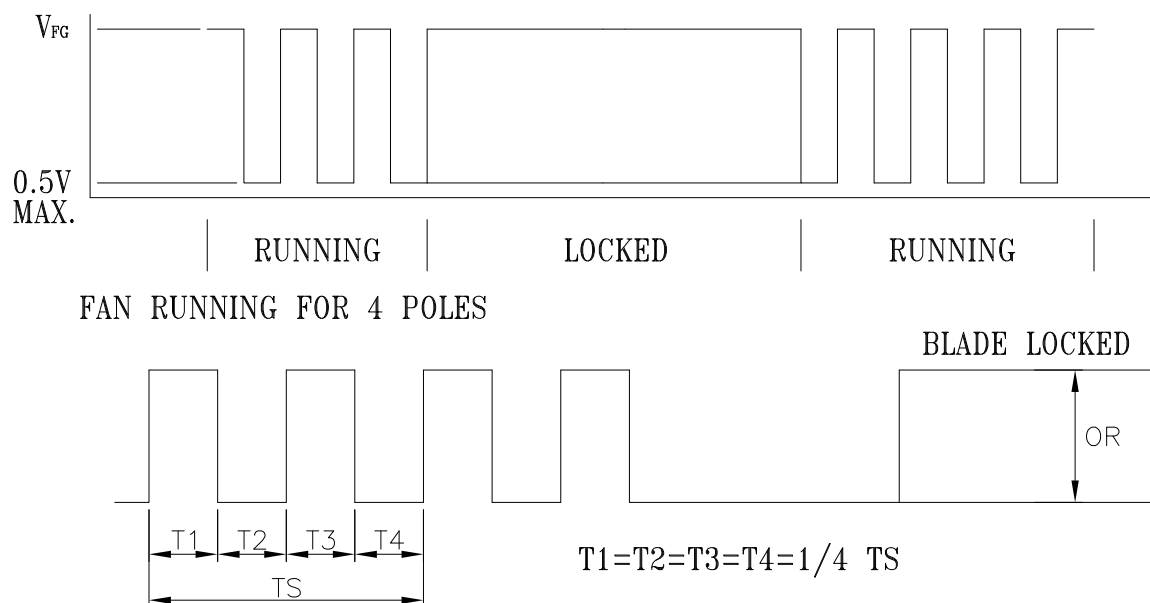 VFG
0.5V
MAX.
RUNNING LOCKED RUNNING
FAN RUNNING FOR 4 POLES
BLADE LOCKED
OR
T1 T2 T3 T4
T1=T2=T3=T4=1/4 TS
TS